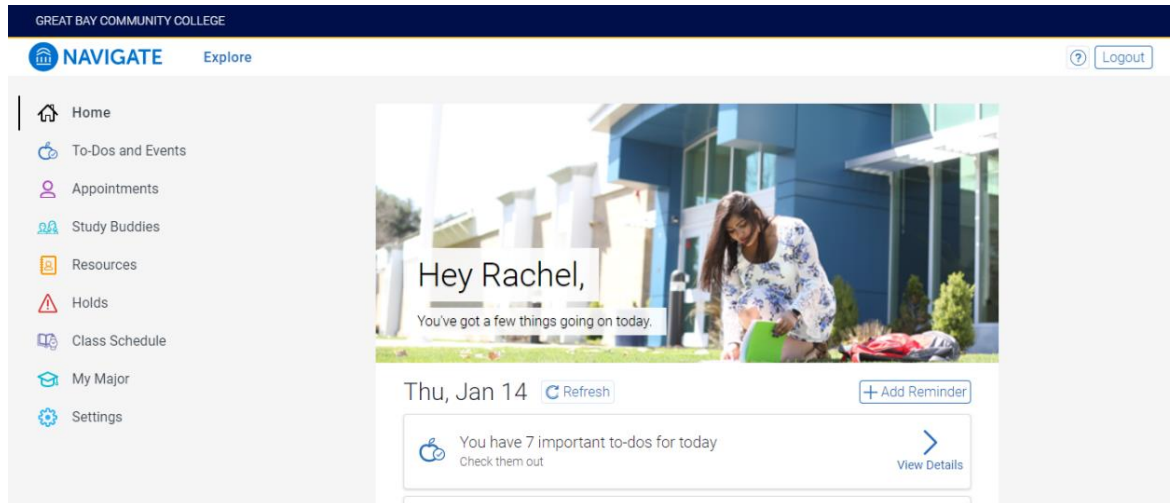 GREAT BAY COMMUNITY COLLEGE
NAVIGATE Explore ? Logout
Home
To-Dos and Events
Appointments
Study Buddies
Resources
Holds
Class Schedule
My Major
Settings
Hey Rachel,
You've got a few things going on today.
Thu, Jan 14 Refresh + Add Reminder
You have 7 important to-dos for today
Check them out
View Details